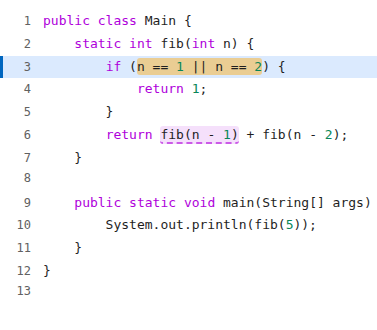 1 public class Main {
2     static int fib(int n) {
3         if (n == 1 || n == 2) {
4             return 1;
5         }
6         return fib(n - 1) + fib(n - 2);
7     }
8
9     public static void main(String[] args)
10         System.out.println(fib(5));
11     }
12 }
13